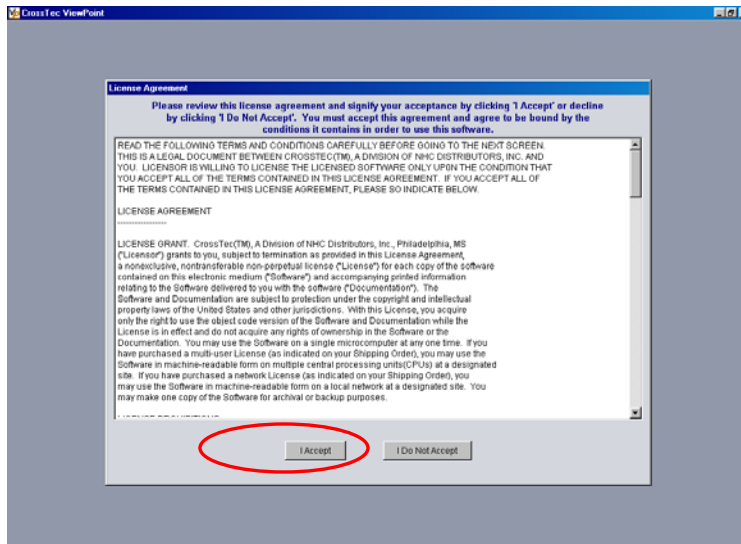 CrossTec ViewPoint
License Agreement
Please review this license agreement and signify your acceptance by clicking 'I Accept' or decline
by clicking 'I Do Not Accept'. You must accept this agreement and agree to be bound by the
conditions it contains in order to use this software.
READ THE FOLLOWING TERMS AND CONDITIONS CAREFULLY BEFORE GOING TO THE NEXT SCREEN.
THIS IS A LEGAL DOCUMENT BETWEEN CROSSTEC(TM), A DIVISION OF NHC DISTRIBUTORS, INC. AND
YOU. LICENSOR IS WILLING TO LICENSE THE LICENSED SOFTWARE ONLY UPON THE CONDITION THAT
YOU ACCEPT ALL OF THE TERMS CONTAINED IN THIS LICENSE AGREEMENT. IF YOU ACCEPT ALL OF
THE TERMS CONTAINED IN THIS LICENSE AGREEMENT, PLEASE SO INDICATE BELOW.
LICENSE AGREEMENT
-----------------
LICENSE GRANT. CrossTec(TM), A Division of NHC Distributors, Inc., Philadelphia, MS
("Licensor") grants to you, subject to termination as provided in this License Agreement,
a nonexclusive, nontransferable non-perpetual license ("License") for each copy of the software
contained on this electronic medium ("Software") and accompanying printed information
relating to the Software delivered to you with the software ("Documentation"). The
Software and Documentation are subject to protection under the copyright and intellectual
property laws of the United States and other jurisdictions. With this License, you acquire
only the right to use the object code version of the Software and Documentation while the
License is in effect and do not acquire any rights of ownership in the Software or the
Documentation. You may use the Software on a single microcomputer at any one time. If you
have purchased a multi-user License (as indicated on your Shipping Order), you may use the
Software in machine-readable form on multiple central processing units(CPUs) at a designated
site. If you have purchased a network License (as indicated on your Shipping Order), you
may use the Software in machine-readable form on a local network at a designated site. You
may make one copy of the Software for archival or backup purposes.
I Accept
I Do Not Accept